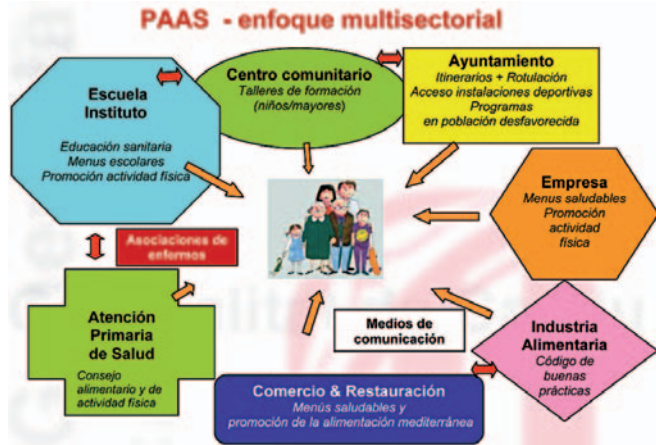 PAAS - enfoque multisectorial
Centro comunitario
Talleres de formación
(niños/mayores)
Ayuntamiento
Itinerarios + Rotulación
Acceso instalaciones deportivas
Programas
en población desfavorecida
Escuela
Instituto
Educación sanitaria
Menus escolares
Promoción actividad física
Empresa
Menus saludables
Promoción
actividad
física
Asociaciones de
enfermos
Atención
Primaria
de Salud
Consejo
alimentario y de
actividad física
Medios de
comunicación
Industria
Alimentaria
Código de
buenas
prácticas
Comercio & Restauración
Menús saludables y
promoción de la alimentación mediterránea